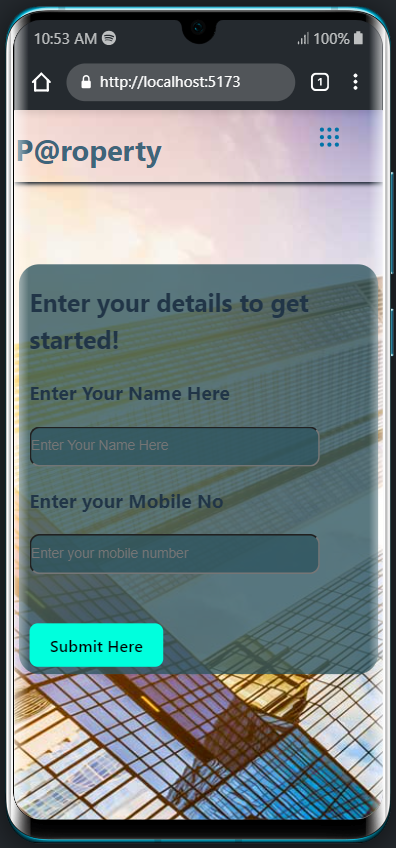 10:53 AM
100%
http://localhost:5173
1
P@roperty
Enter your details to get
started!
Enter Your Name Here
Enter Your Name Here
Enter your Mobile No
Enter your mobile number
Submit Here